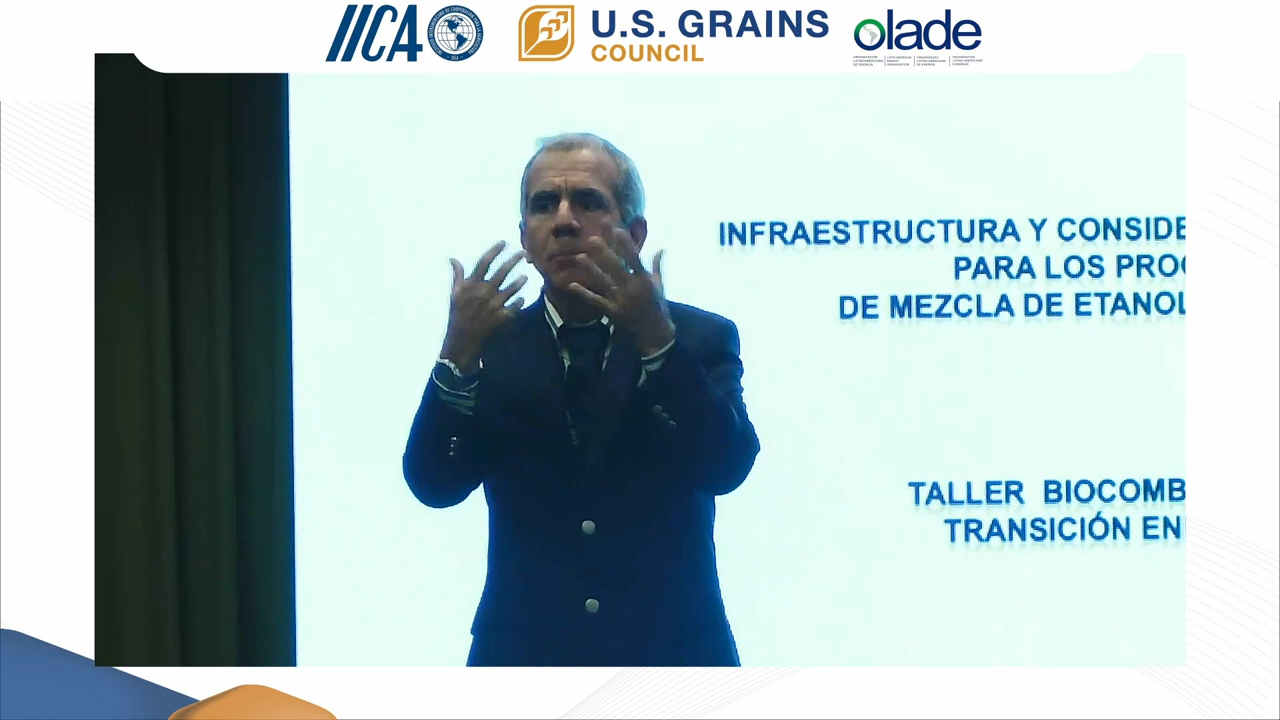 IICA
U.S. GRAINS
COUNCIL
olade
INFRAESTRUCTURA Y CONSIDE
PARA LOS PROC
DE MEZCLA DE ETANOL
TALLER BIOCOMB
TRANSICIÓN EN